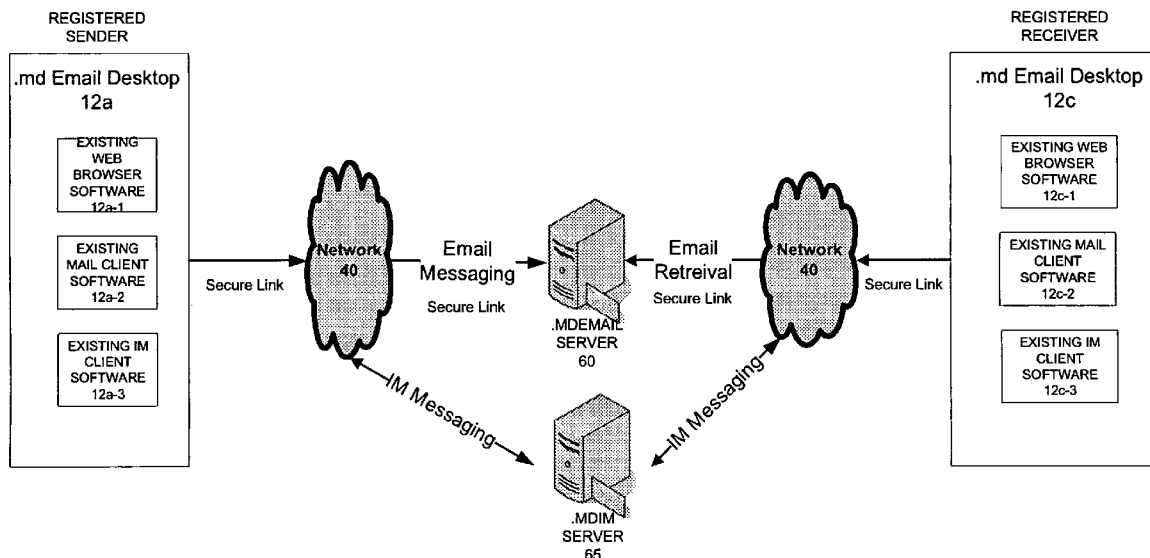 REGISTERED
SENDER
.md Email Desktop
12a
EXISTING
WEB
BROWSER
SOFTWARE
12a-1
EXISTING
MAIL CLIENT
SOFTWARE
12a-2
EXISTING IM
CLIENT
SOFTWARE
12a-3
Secure Link
Network
40
Email
Messaging
Secure Link
IM Messaging
.MDEMAIL
SERVER
60
.MDIM
SERVER
65
Email
Retreival
Secure Link
IM Messaging
Network
40
Secure Link
REGISTERED
RECEIVER
.md Email Desktop
12c
EXISTING WEB
BROWSER
SOFTWARE
12c-1
EXISTING MAIL
CLIENT
SOFTWARE
12c-2
EXISTING IM
CLIENT
SOFTWARE
12c-3